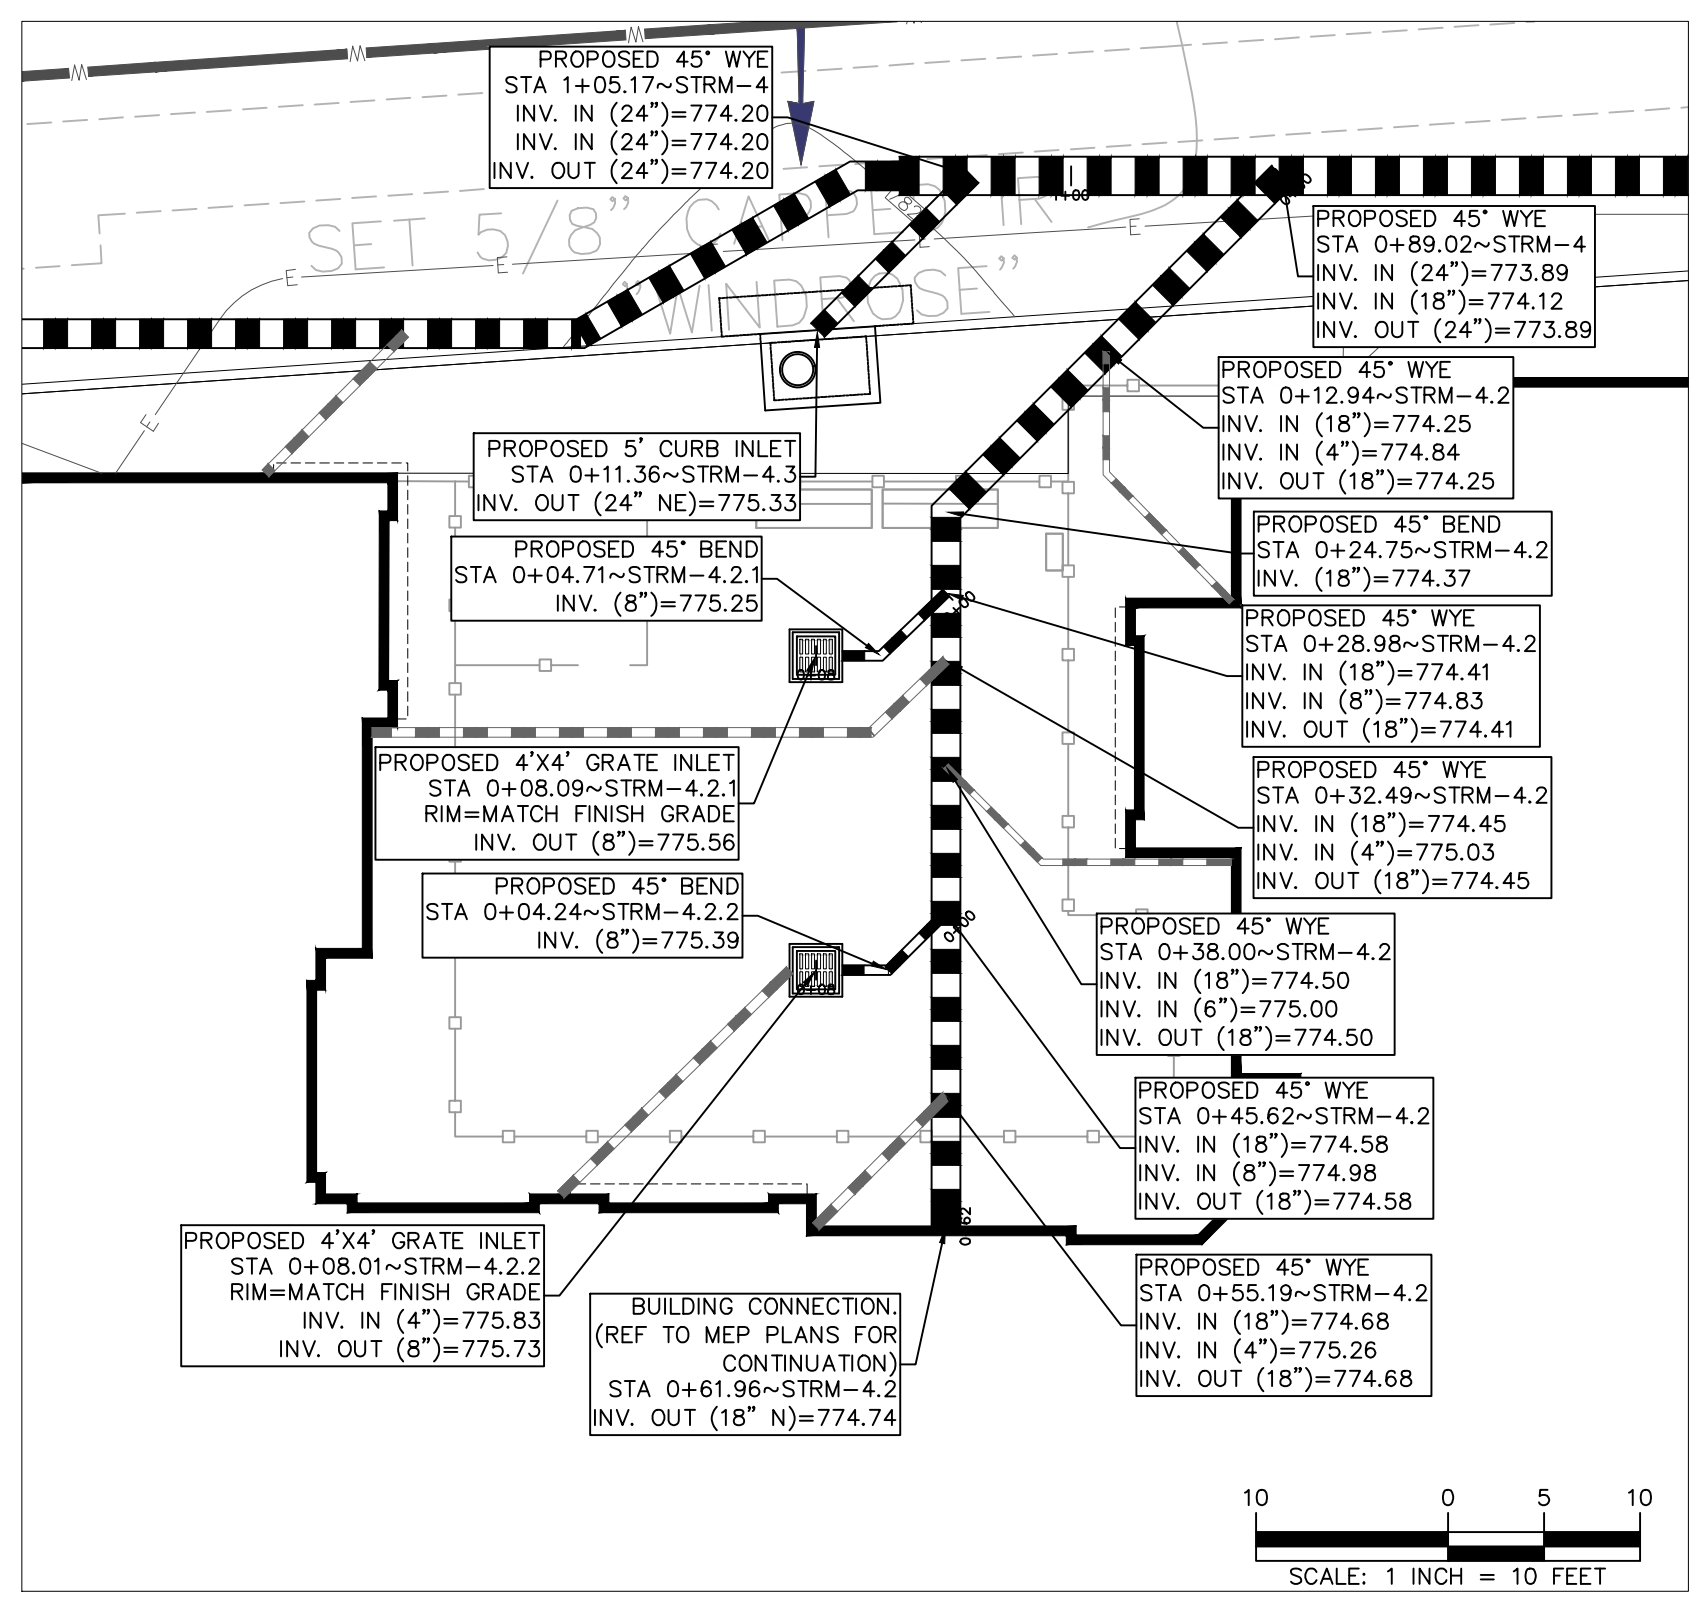 PROPOSED 45° WYE
STA 1+05.17~STRM-4
INV. IN (24")=774.20
INV. IN (24")=774.20
INV. OUT (24")=774.20
1+00
SET 5/8" CAPPED IR
"WINDROSE"
E
E
E
E
E
PROPOSED 45° WYE
STA 0+89.02~STRM-4
INV. IN (24")=773.89
INV. IN (18")=774.12
INV. OUT (24")=773.89
PROPOSED 45° WYE
STA 0+12.94~STRM-4.2
INV. IN (18")=774.25
INV. IN (4")=774.84
INV. OUT (18")=774.25
PROPOSED 5' CURB INLET
STA 0+11.36~STRM-4.3
INV. OUT (24" NE)=775.33
PROPOSED 45° BEND
STA 0+24.75~STRM-4.2
INV. (18")=774.37
PROPOSED 45° BEND
STA 0+04.71~STRM-4.2.1
INV. (8")=775.25
0+00
0+08
PROPOSED 45° WYE
STA 0+28.98~STRM-4.2
INV. IN (18")=774.41
INV. IN (8")=774.83
INV. OUT (18")=774.41
PROPOSED 4'X4' GRATE INLET
STA 0+08.09~STRM-4.2.1
RIM=MATCH FINISH GRADE
INV. OUT (8")=775.56
PROPOSED 45° WYE
STA 0+32.49~STRM-4.2
INV. IN (18")=774.45
INV. IN (4")=775.03
INV. OUT (18")=774.45
PROPOSED 45° BEND
STA 0+04.24~STRM-4.2.2
INV. (8")=775.39
0+00
0+08
PROPOSED 45° WYE
STA 0+38.00~STRM-4.2
INV. IN (18")=774.50
INV. IN (6")=775.00
INV. OUT (18")=774.50
PROPOSED 45° WYE
STA 0+45.62~STRM-4.2
INV. IN (18")=774.58
INV. IN (8")=774.98
INV. OUT (18")=774.58
PROPOSED 4'X4' GRATE INLET
STA 0+08.01~STRM-4.2.2
RIM=MATCH FINISH GRADE
INV. IN (4")=775.83
INV. OUT (8")=775.73
PROPOSED 45° WYE
STA 0+55.19~STRM-4.2
INV. IN (18")=774.68
INV. IN (4")=775.26
INV. OUT (18")=774.68
BUILDING CONNECTION.
(REF TO MEP PLANS FOR
CONTINUATION)
STA 0+61.96~STRM-4.2
INV. OUT (18" N)=774.74
10 0 5 10
SCALE: 1 INCH = 10 FEET